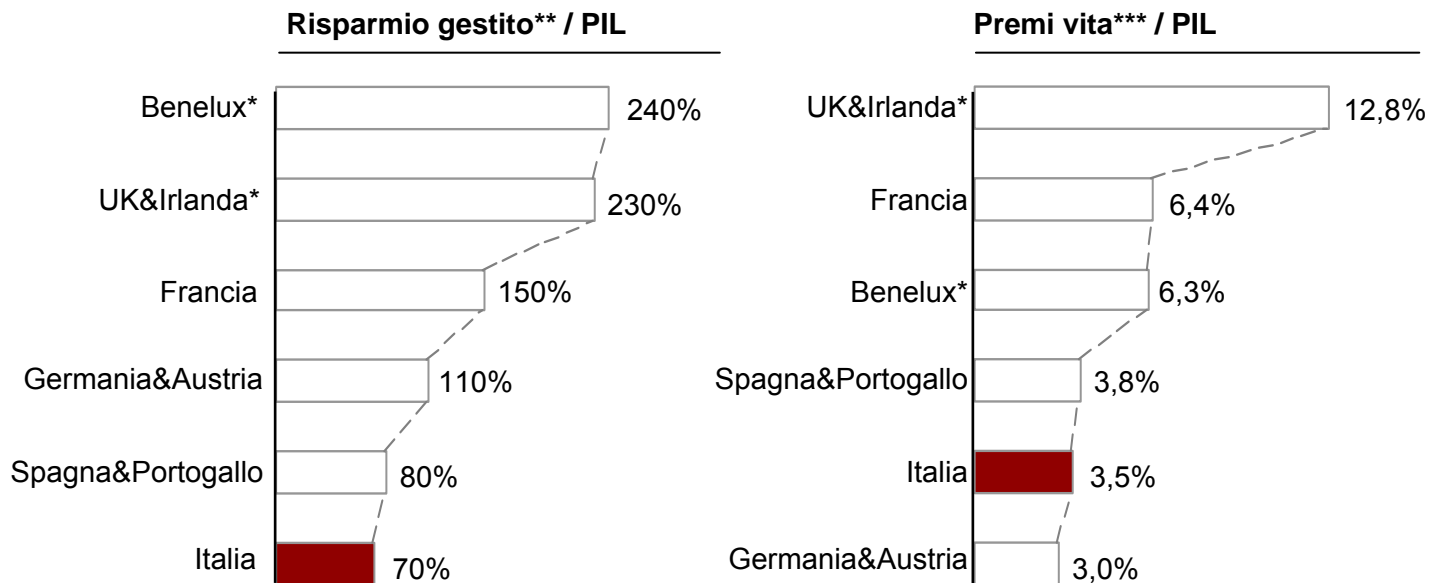 Risparmio gestito** / PIL
Benelux* 240%
UK&Irlanda* 230%
Francia 150%
Germania&Austria 110%
Spagna&Portogallo 80%
Italia 70%
Premi vita*** / PIL
UK&Irlanda* 12,8%
Francia 6,4%
Benelux* 6,3%
Spagna&Portogallo 3,8%
Italia 3,5%
Germania&Austria 3,0%